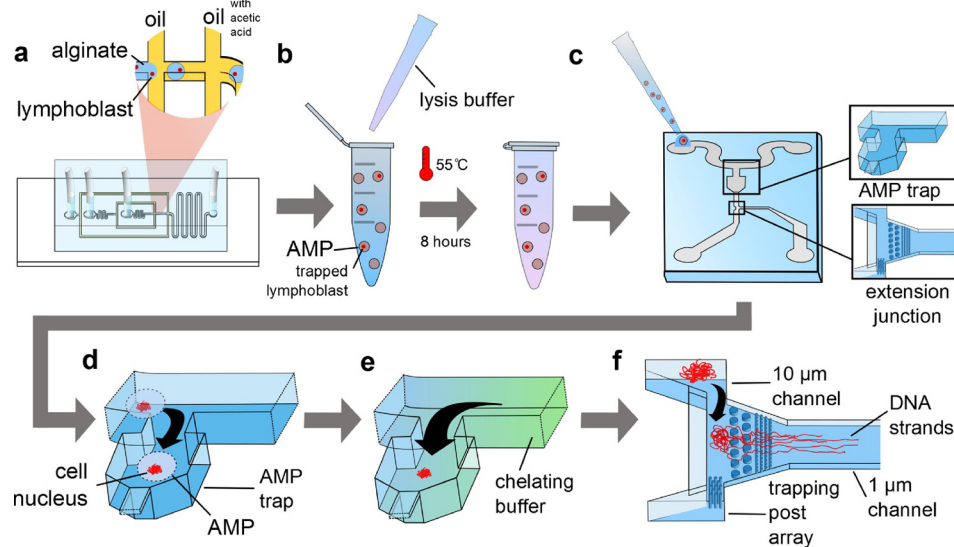 a
oil
oil
with
acetic
acid
alginate
lymphoblast
b
lysis buffer
55°C
8 hours
AMP
trapped
lymphoblast
c
AMP trap
extension
junction
d
cell
nucleus
AMP
AMP
trap
e
chelating
buffer
f
10 μm
channel
DNA
strands
trapping
post
array
1 μm
channel